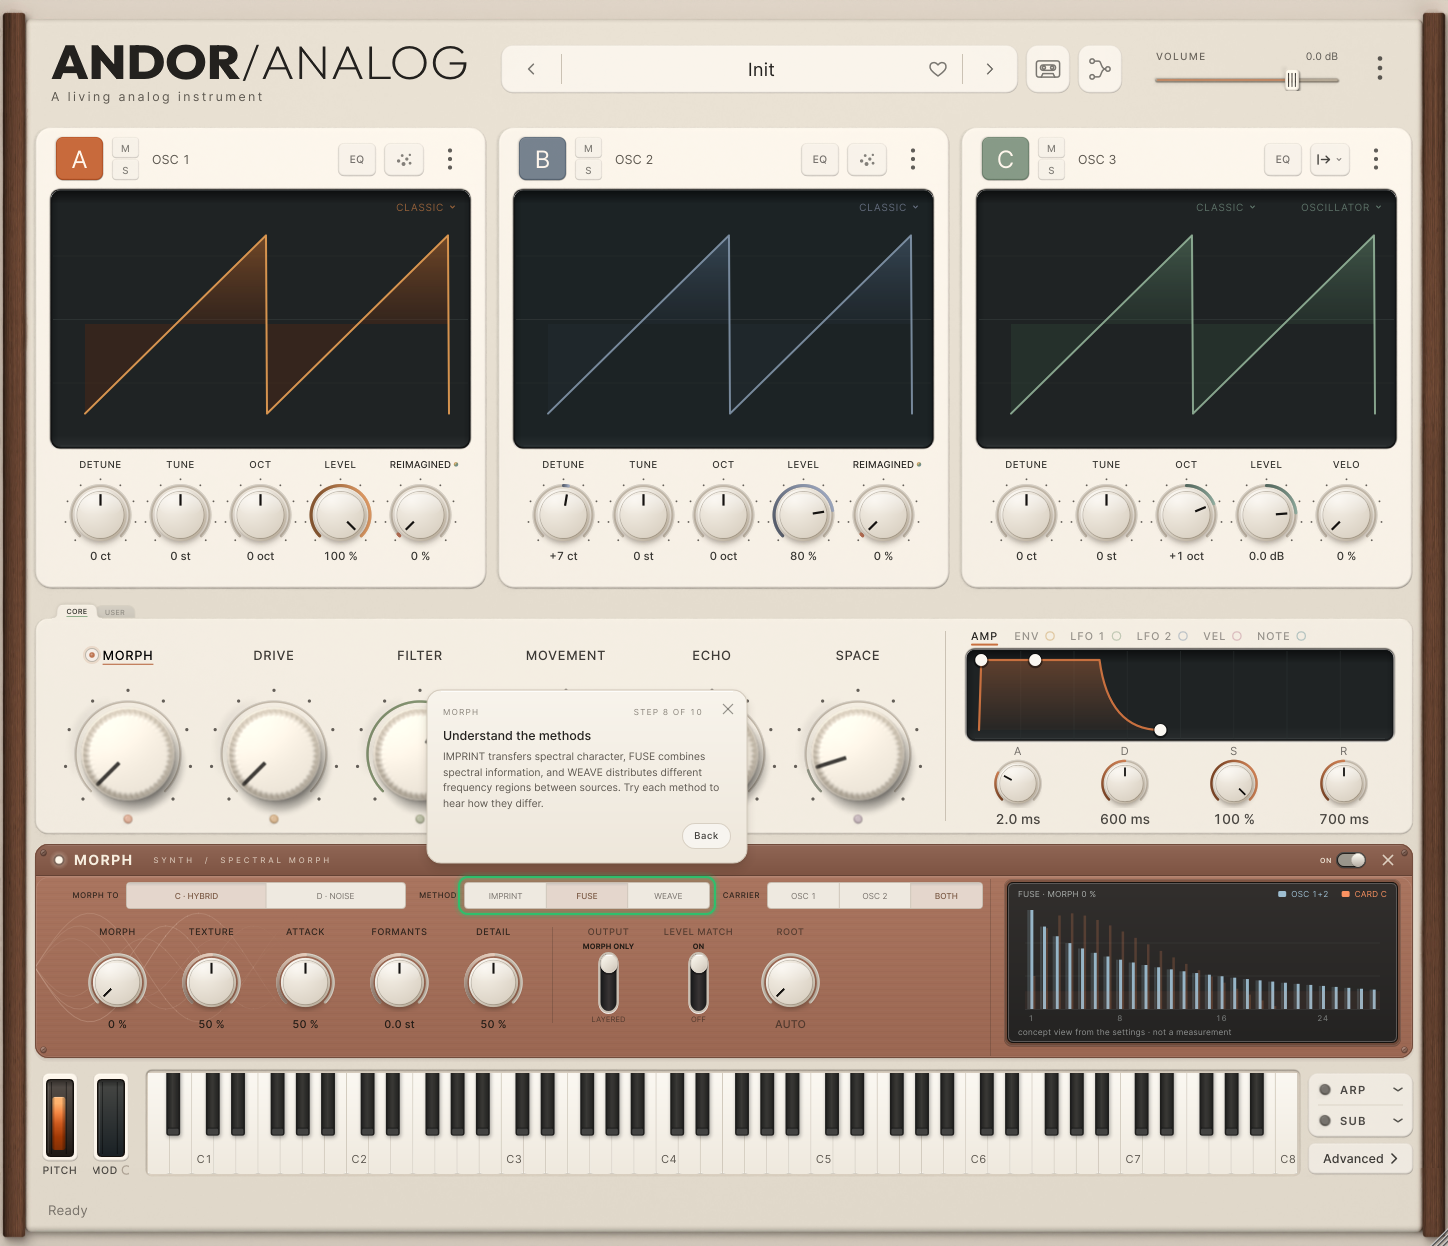 ANDOR/ANALOG
A living analog instrument
Init
VOLUME 0.0 dB
A M S OSC 1 EQ
CLASSIC
DETUNE TUNE OCT LEVEL REIMAGINED
0 ct 0 st 0 oct 100 % 0 %
B M S OSC 2 EQ
CLASSIC
DETUNE TUNE OCT LEVEL REIMAGINED
+7 ct 0 st 0 oct 80 % 0 %
C M S OSC 3 EQ
CLASSIC OSCILLATOR
DETUNE TUNE OCT LEVEL VELO
0 ct 0 st +1 oct 0.0 dB 0 %
CORE USER
MORPH DRIVE FILTER MOVEMENT ECHO SPACE
AMP ENV LFO 1 LFO 2 VEL NOTE
A D S R
2.0 ms 600 ms 100 % 700 ms
MORPH STEP 8 OF 10
Understand the methods
IMPRINT transfers spectral character, FUSE combines
spectral information, and WEAVE distributes different
frequency regions between sources. Try each method to
hear how they differ.
Back
MORPH SYNTH / SPECTRAL MORPH ON
MORPH TO C · HYBRID D · NOISE METHOD IMPRINT FUSE WEAVE CARRIER OSC 1 OSC 2 BOTH
MORPH TEXTURE ATTACK FORMANTS DETAIL OUTPUT LEVEL MATCH ROOT
MORPH ONLY ON
LAYERED OFF
0 % 50 % 50 % 0.0 st 50 % AUTO
FUSE · MORPH 0 % OSC 1+2 CARD C
1 8 16 24
concept view from the settings · not a measurement
PITCH MOD
C1 C2 C3 C4 C5 C6 C7 C8
ARP
SUB
Advanced
Ready